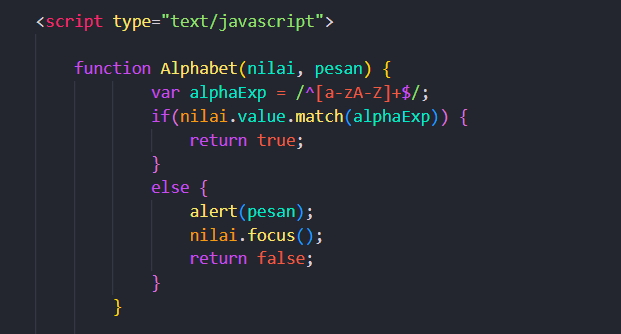 <script type="text/javascript">
function Alphabet(nilai, pesan) {
var alphaExp = /^[a-zA-Z]+$/;
if(nilai.value.match(alphaExp)) {
return true;
}
else {
alert(pesan);
nilai.focus();
return false;
}
}